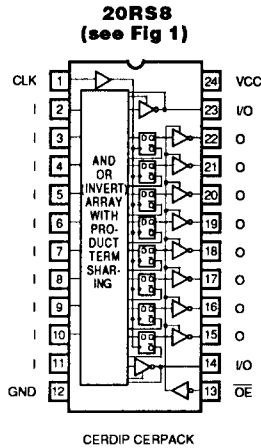 20RS8
(see Fig 1)
CLK 1 24 VCC
I 2 23 I/O
I 3 22 O
I 4 21 O
I 5 20 O
I 6 19 O
I 7 18 O
I 8 17 O
I 9 16 O
I 10 15 O
I 11 14 I/O
GND 12 13 OE
AND
OR
(INVERT)
ARRAY
WITH
PRO-
DUCT
TERM
SHAR-
ING
CERDIP CERPACK